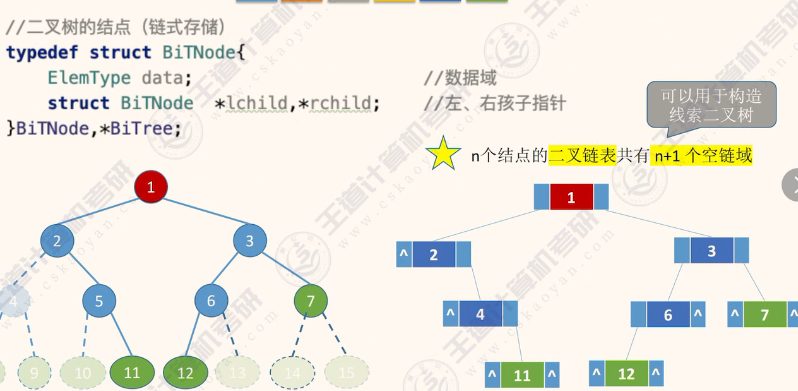 //二叉树的结点（链式存储）
typedef struct BiTNode{
ElemType data; //数据域
struct BiTNode *lchild,*rchild; //左、右孩子指针
}BiTNode,*BiTree;
可以用于构造
线索二叉树
n个结点的二叉链表共有 n+1 个空链域
1
2 3
4 5 6 7
9 10 11 12 13 14 15
1
^ 2 3
^ 4 6 ^ ^ 7 ^
^ 11 ^ ^ 12 ^
王道计算机考研
www.cskaoyan.com